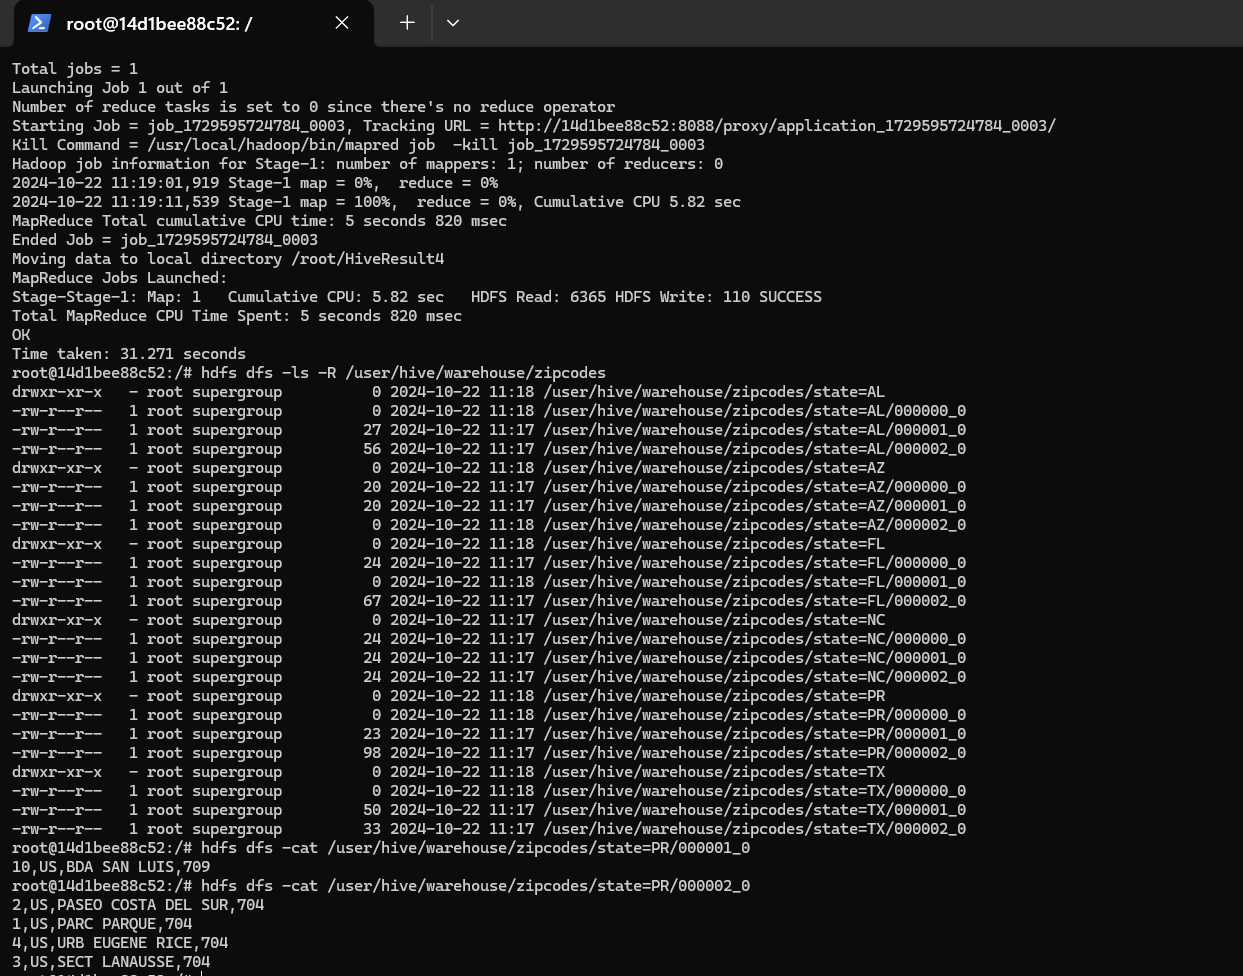 root@14d1bee88c52: /
Total jobs = 1
Launching Job 1 out of 1
Number of reduce tasks is set to 0 since there's no reduce operator
Starting Job = job_1729595724784_0003, Tracking URL = http://14d1bee88c52:8088/proxy/application_1729595724784_0003/
Kill Command = /usr/local/hadoop/bin/mapred job  -kill job_1729595724784_0003
Hadoop job information for Stage-1: number of mappers: 1; number of reducers: 0
2024-10-22 11:19:01,919 Stage-1 map = 0%,  reduce = 0%
2024-10-22 11:19:11,539 Stage-1 map = 100%,  reduce = 0%, Cumulative CPU 5.82 sec
MapReduce Total cumulative CPU time: 5 seconds 820 msec
Ended Job = job_1729595724784_0003
Moving data to local directory /root/HiveResult4
MapReduce Jobs Launched:
Stage-Stage-1: Map: 1   Cumulative CPU: 5.82 sec   HDFS Read: 6365 HDFS Write: 110 SUCCESS
Total MapReduce CPU Time Spent: 5 seconds 820 msec
OK
Time taken: 31.271 seconds
root@14d1bee88c52:/# hdfs dfs -ls -R /user/hive/warehouse/zipcodes
drwxr-xr-x   - root supergroup          0 2024-10-22 11:18 /user/hive/warehouse/zipcodes/state=AL
-rw-r--r--   1 root supergroup          0 2024-10-22 11:18 /user/hive/warehouse/zipcodes/state=AL/000000_0
-rw-r--r--   1 root supergroup         27 2024-10-22 11:17 /user/hive/warehouse/zipcodes/state=AL/000001_0
-rw-r--r--   1 root supergroup         56 2024-10-22 11:17 /user/hive/warehouse/zipcodes/state=AL/000002_0
drwxr-xr-x   - root supergroup          0 2024-10-22 11:18 /user/hive/warehouse/zipcodes/state=AZ
-rw-r--r--   1 root supergroup         20 2024-10-22 11:17 /user/hive/warehouse/zipcodes/state=AZ/000000_0
-rw-r--r--   1 root supergroup         20 2024-10-22 11:17 /user/hive/warehouse/zipcodes/state=AZ/000001_0
-rw-r--r--   1 root supergroup          0 2024-10-22 11:18 /user/hive/warehouse/zipcodes/state=AZ/000002_0
drwxr-xr-x   - root supergroup          0 2024-10-22 11:18 /user/hive/warehouse/zipcodes/state=FL
-rw-r--r--   1 root supergroup         24 2024-10-22 11:17 /user/hive/warehouse/zipcodes/state=FL/000000_0
-rw-r--r--   1 root supergroup          0 2024-10-22 11:18 /user/hive/warehouse/zipcodes/state=FL/000001_0
-rw-r--r--   1 root supergroup         67 2024-10-22 11:17 /user/hive/warehouse/zipcodes/state=FL/000002_0
drwxr-xr-x   - root supergroup          0 2024-10-22 11:18 /user/hive/warehouse/zipcodes/state=NC
-rw-r--r--   1 root supergroup         24 2024-10-22 11:17 /user/hive/warehouse/zipcodes/state=NC/000000_0
-rw-r--r--   1 root supergroup         24 2024-10-22 11:17 /user/hive/warehouse/zipcodes/state=NC/000001_0
-rw-r--r--   1 root supergroup         24 2024-10-22 11:17 /user/hive/warehouse/zipcodes/state=NC/000002_0
drwxr-xr-x   - root supergroup          0 2024-10-22 11:18 /user/hive/warehouse/zipcodes/state=PR
-rw-r--r--   1 root supergroup          0 2024-10-22 11:18 /user/hive/warehouse/zipcodes/state=PR/000000_0
-rw-r--r--   1 root supergroup         23 2024-10-22 11:17 /user/hive/warehouse/zipcodes/state=PR/000001_0
-rw-r--r--   1 root supergroup         98 2024-10-22 11:17 /user/hive/warehouse/zipcodes/state=PR/000002_0
drwxr-xr-x   - root supergroup          0 2024-10-22 11:18 /user/hive/warehouse/zipcodes/state=TX
-rw-r--r--   1 root supergroup          0 2024-10-22 11:18 /user/hive/warehouse/zipcodes/state=TX/000000_0
-rw-r--r--   1 root supergroup         50 2024-10-22 11:17 /user/hive/warehouse/zipcodes/state=TX/000001_0
-rw-r--r--   1 root supergroup         33 2024-10-22 11:17 /user/hive/warehouse/zipcodes/state=TX/000002_0
root@14d1bee88c52:/# hdfs dfs -cat /user/hive/warehouse/zipcodes/state=PR/000001_0
10,US,BDA SAN LUIS,709
root@14d1bee88c52:/# hdfs dfs -cat /user/hive/warehouse/zipcodes/state=PR/000002_0
2,US,PASEO COSTA DEL SUR,704
1,US,PARC PARQUE,704
4,US,URB EUGENE RICE,704
3,US,SECT LANAUSSE,704